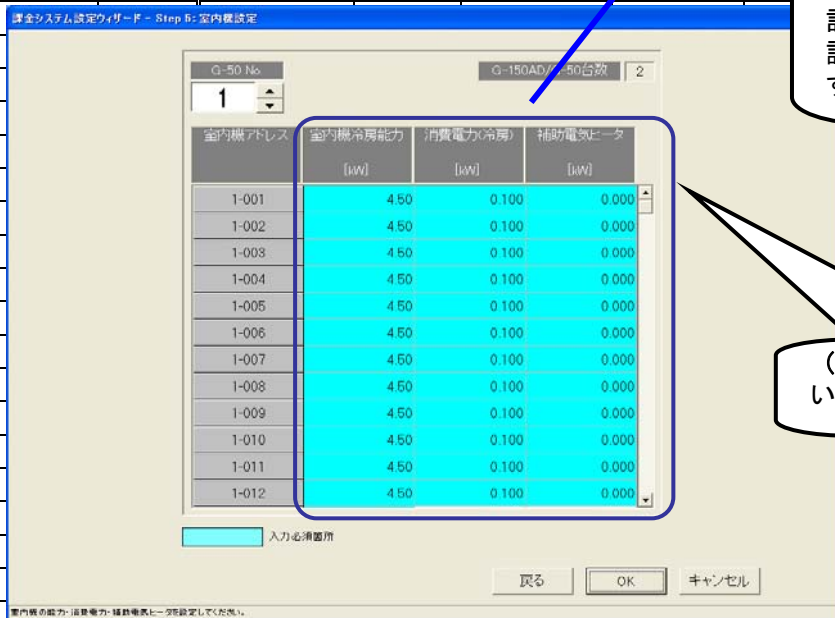 課金システム設定ウィザード - Step 5: 室内機設定
G-50 No.
G-150AD/G-50台数 2
1
室内機アドレス 室内機冷房能力 消費電力(冷房) 補助電気ヒータ
[kW] [kW] [kW]
1-001 4.50 0.100 0.000
1-002 4.50 0.100 0.000
1-003 4.50 0.100 0.000
1-004 4.50 0.100 0.000
1-005 4.50 0.100 0.000
1-006 4.50 0.100 0.000
1-007 4.50 0.100 0.000
1-008 4.50 0.100 0.000
1-009 4.50 0.100 0.000
1-010 4.50 0.100 0.000
1-011 4.50 0.100 0.000
1-012 4.50 0.100 0.000
入力必須箇所
戻る OK キャンセル
室内機の能力・消費電力・補助電気ヒータを設定してください。
す
(
い